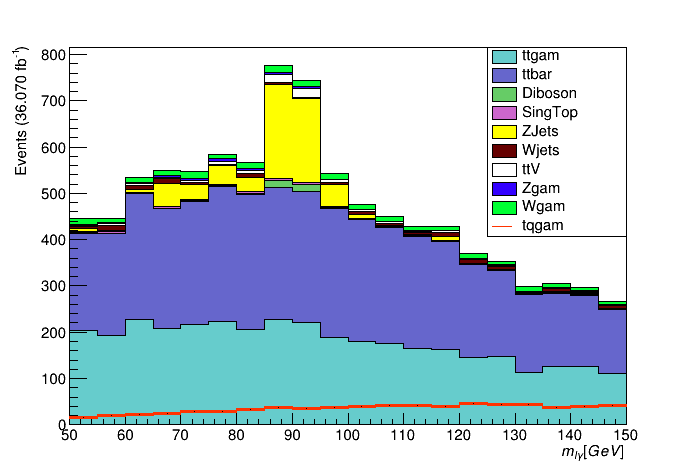 Events (36.070 fb⁻¹)
800
700
600
500
400
300
200
100
0
50 60 70 80 90 100 110 120 130 140 150
m_lγ[GeV]
ttgam
ttbar
Diboson
SingTop
ZJets
Wjets
ttV
Zgam
Wgam
tqgam